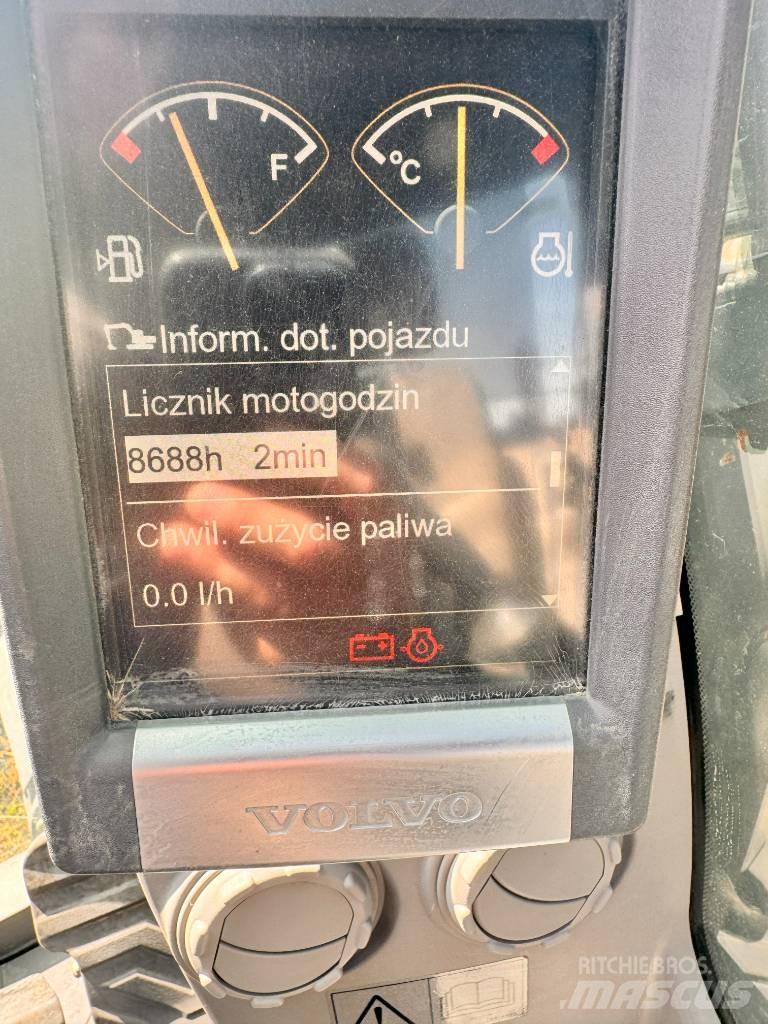 F
°C
Inform. dot. pojazdu
Licznik motogodzin
8688h 2min
Chwil. zużycie paliwa
0.0 l/h
VOLVO
RITCHIE BROS.
MASCUS